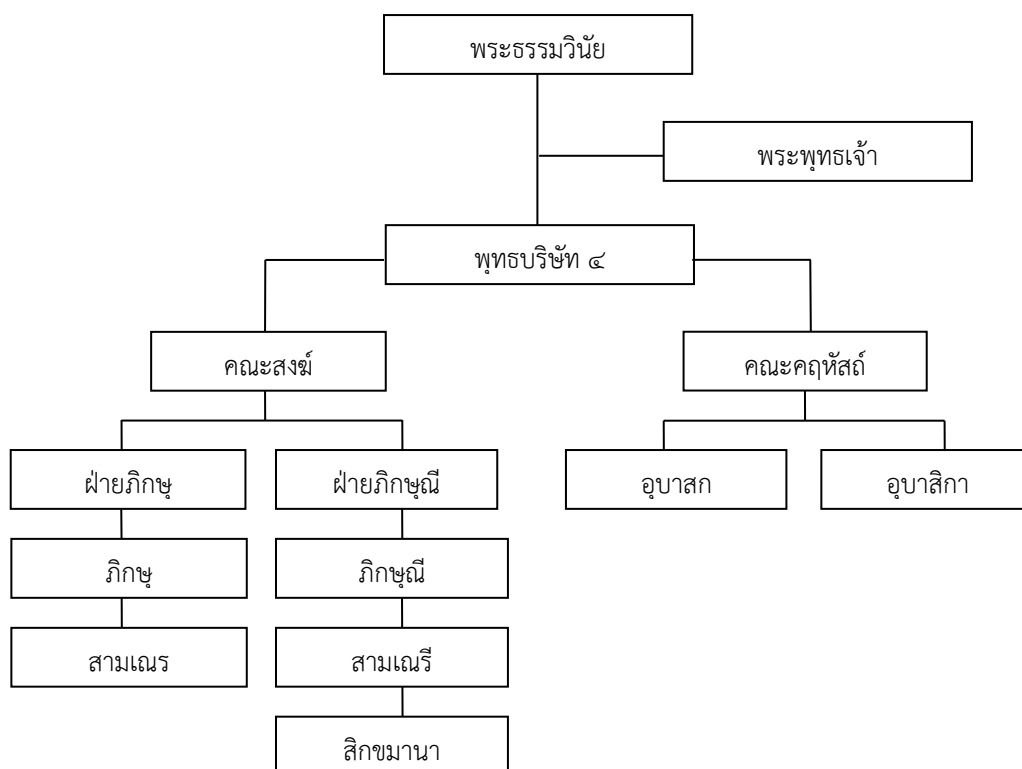 พระธรรมวินัย
พระพุทธเจ้า
พุทธบริษัท ๔
คณะสงฆ์
คณะคฤหัสถ์
ฝ่ายภิกษุ
ฝ่ายภิกษุณี
อุบาสก
อุบาสิกา
ภิกษุ
ภิกษุณี
สามเณร
สามเณรี
สิกขมานา